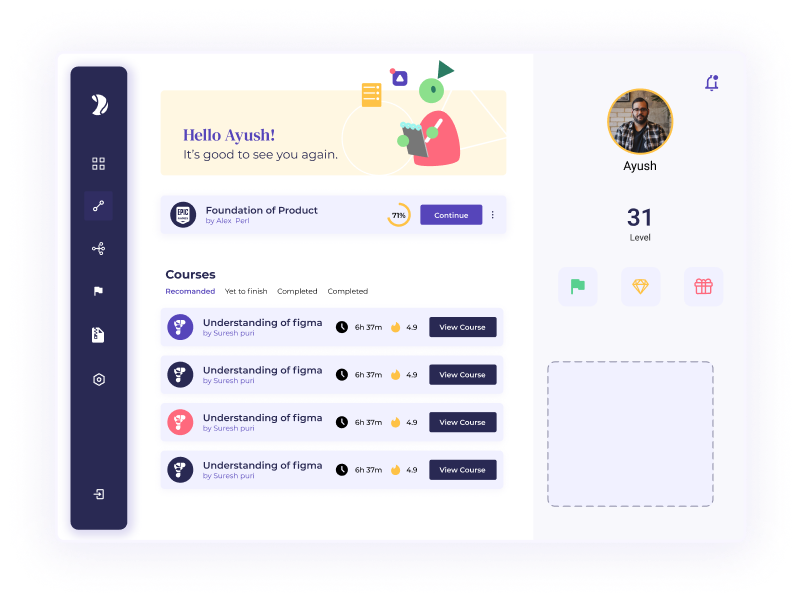 Hello Ayush!
It's good to see you again.
EPIC
Foundation of Product
by Alex Perl
71%
Continue
Courses
Recomanded Yet to finish Completed Completed
Understanding of figma
by Suresh puri
6h 37m 4.9 View Course
Understanding of figma
by Suresh puri
6h 37m 4.9 View Course
Understanding of figma
by Suresh puri
6h 37m 4.9 View Course
Understanding of figma
by Suresh puri
6h 37m 4.9 View Course
Ayush
31
Level